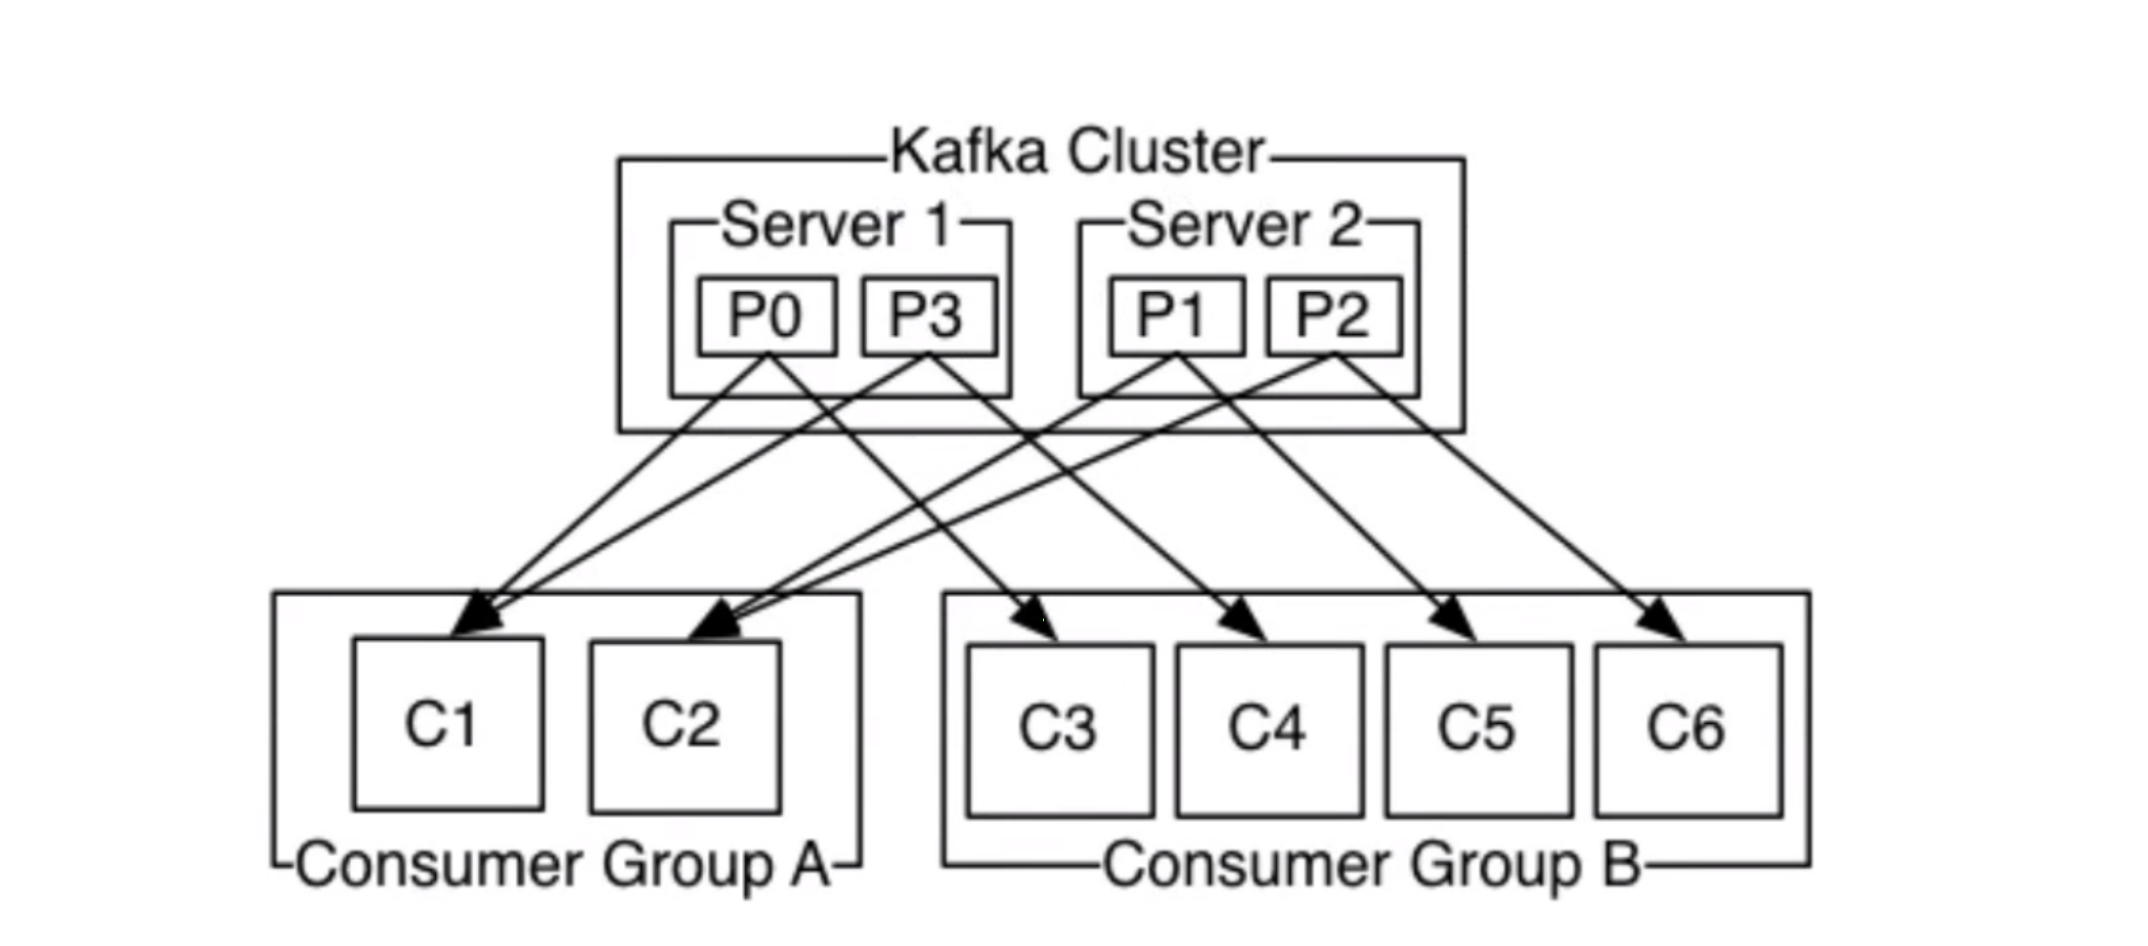 Kafka Cluster
Server 1
Server 2
P0
P3
P1
P2
C1
C2
C3
C4
C5
C6
Consumer Group A
Consumer Group B